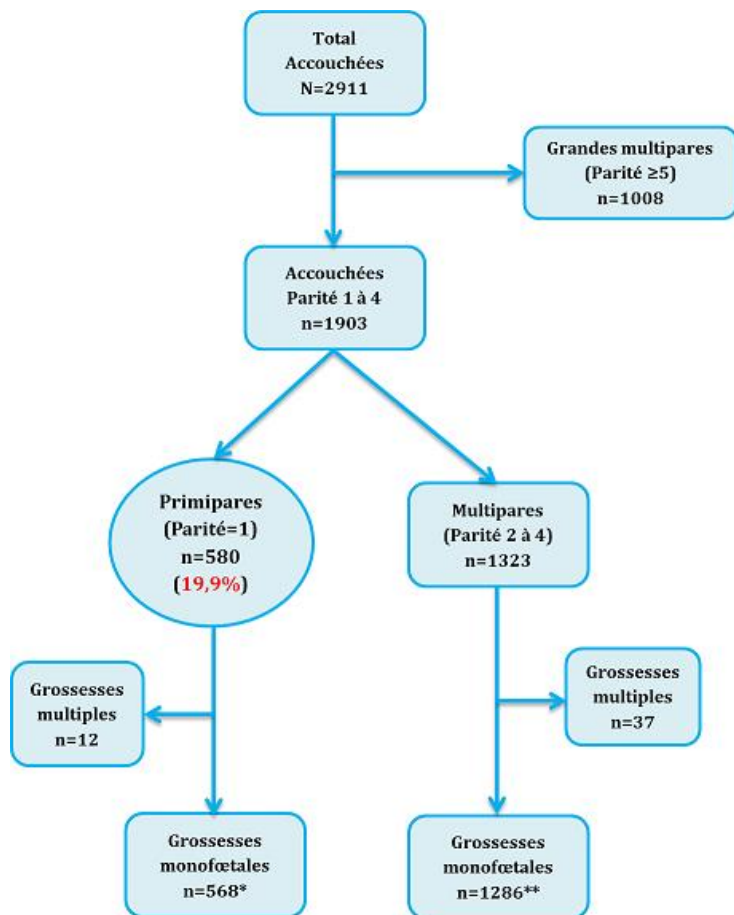 Total
Accouchées
N=2911
Grandes multipares
(Parité ≥5)
n=1008
Accouchées
Parité 1 à 4
n=1903
Primipares
(Parité=1)
n=580
(19,9%)
Multipares
(Parité 2 à 4)
n=1323
Grossesses
multiples
n=12
Grossesses
multiples
n=37
Grossesses
monofœtales
n=568*
Grossesses
monofœtales
n=1286**